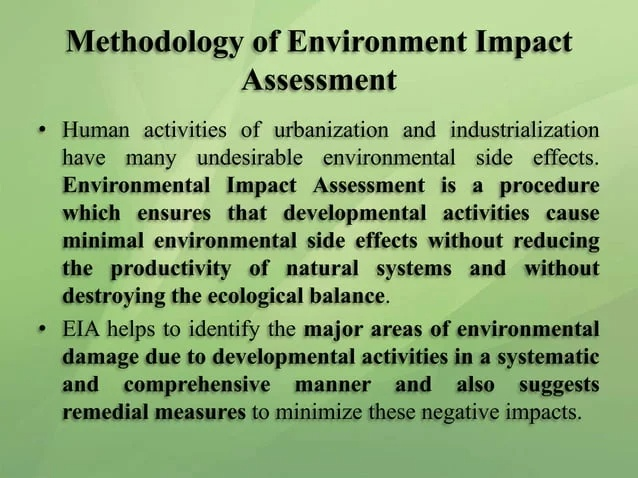 Methodology of Environment Impact
Assessment
• Human activities of urbanization and industrialization
have many undesirable environmental side effects.
Environmental Impact Assessment is a procedure
which ensures that developmental activities cause
minimal environmental side effects without reducing
the productivity of natural systems and without
destroying the ecological balance.
• EIA helps to identify the major areas of environmental
damage due to developmental activities in a systematic
and comprehensive manner and also suggests
remedial measures to minimize these negative impacts.